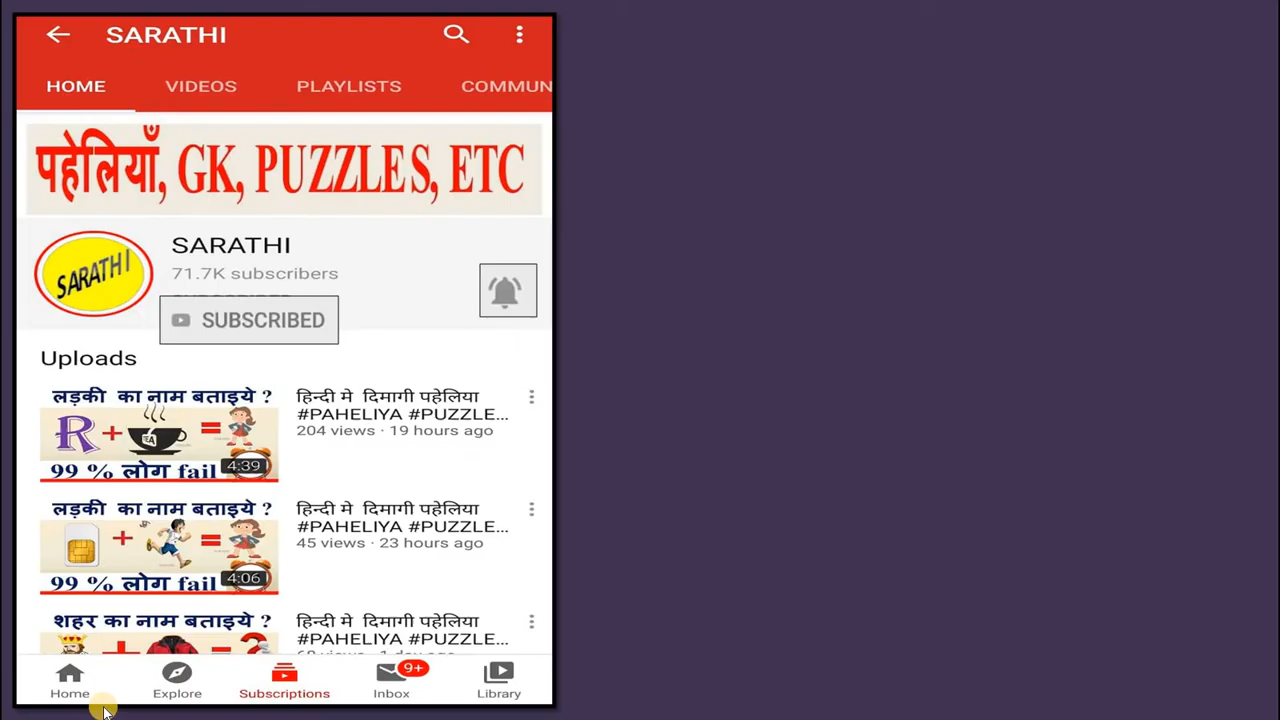 SARATHI
HOME VIDEOS PLAYLISTS COMMUN
पहेलियाँ, GK, PUZZLES, ETC
SARATHI
SARATHI
71.7K subscribers
SUBSCRIBED
Uploads
लड़की का नाम बताइये ?
R + TEA =
4:39
99 % लोग fail
हिन्दी मे दिमागी पहेलिया
#PAHELIYA #PUZZLE...
204 views · 19 hours ago
लड़की का नाम बताइये ?
+ =
4:06
99 % लोग fail
हिन्दी मे दिमागी पहेलिया
#PAHELIYA #PUZZLE...
45 views · 23 hours ago
शहर का नाम बताइये ?
+ = ?
हिन्दी मे दिमागी पहेलिया
#PAHELIYA #PUZZLE...
Home Explore Subscriptions Inbox 9+ Library